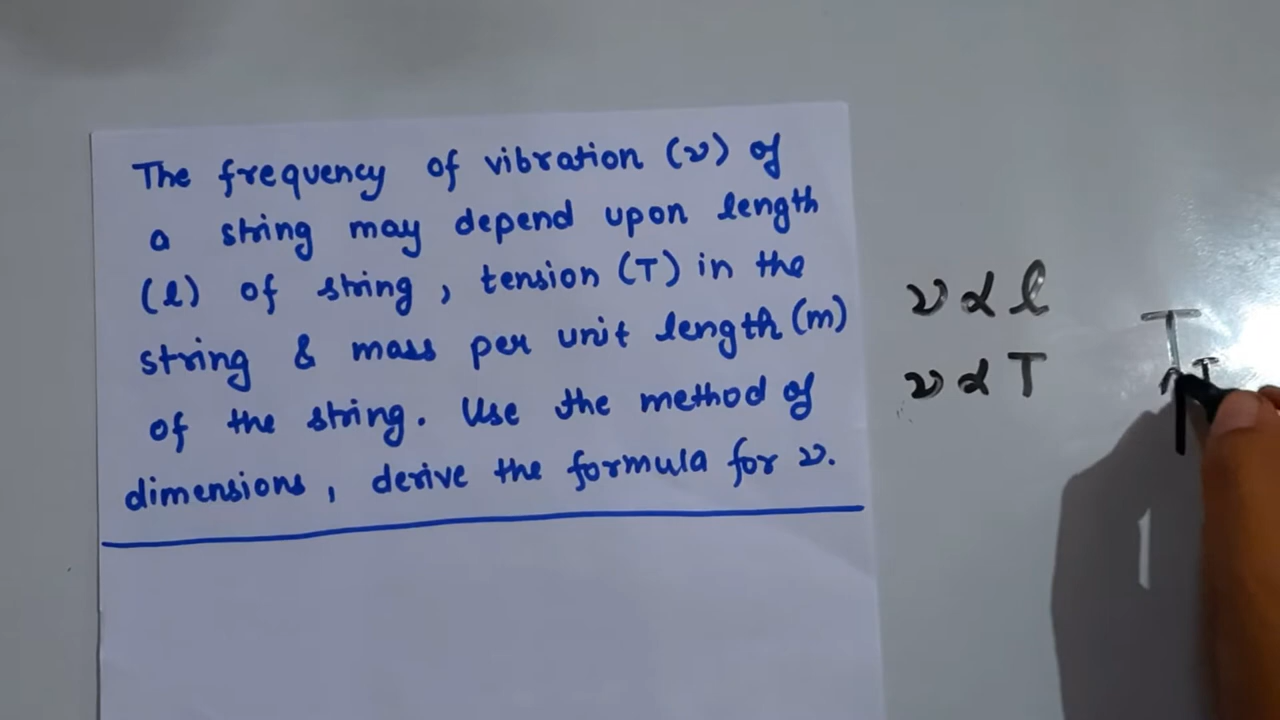 The frequency of vibration (ν) of
a string may depend upon length
(l) of string, tension (T) in the
string & mass per unit length (m)
of the string. Use the method of
dimensions, derive the formula for ν.
ν ∝ l
ν ∝ T
T